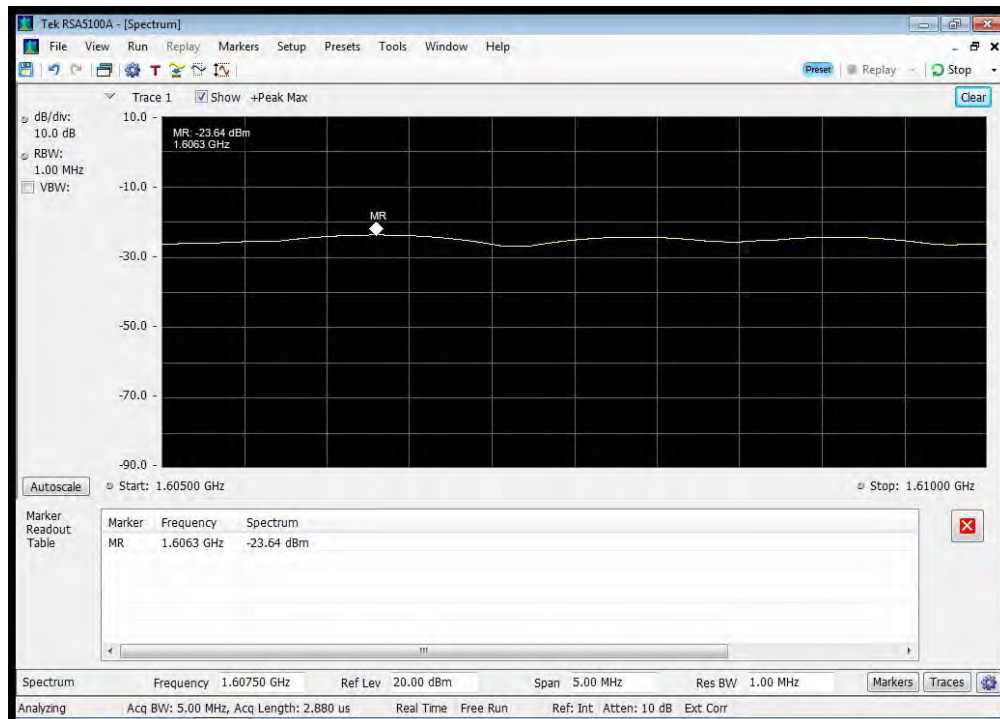 Tek RSA5100A - [Spectrum]
File View Run Replay Markers Setup Presets Tools Window Help
Preset Replay Stop
Trace 1 Show +Peak Max Clear
dB/div:
10.0 dB
RBW:
1.00 MHz
VBW:
10.0
MR: -23.64 dBm
1.6063 GHz
-10.0
MR
-30.0
-50.0
-70.0
-90.0
Autoscale Start: 1.60500 GHz Stop: 1.61000 GHz
Marker
Readout
Table
Marker Frequency Spectrum
MR 1.6063 GHz -23.64 dBm
Spectrum Frequency 1.60750 GHz Ref Lev 20.00 dBm Span 5.00 MHz Res BW 1.00 MHz Markers Traces
Analyzing Acq BW: 5.00 MHz, Acq Length: 2.880 us Real Time Free Run Ref: Int Atten: 10 dB Ext Corr